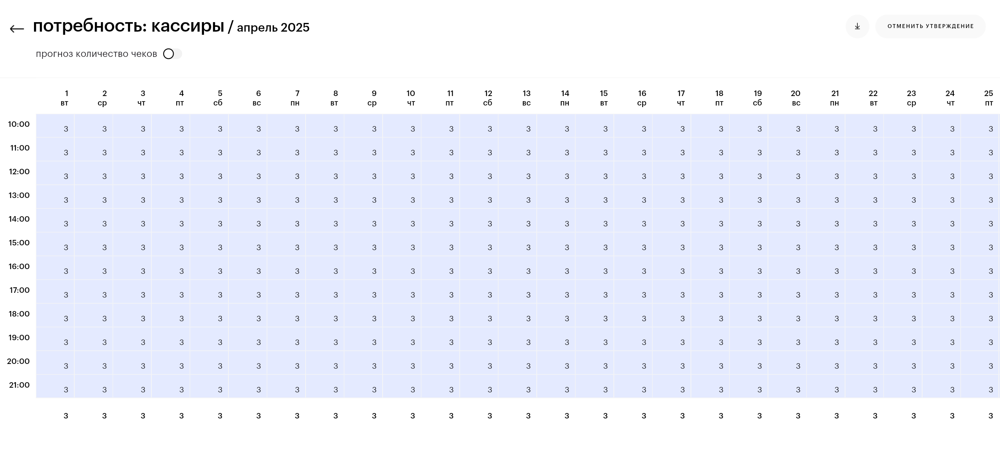 потребность: кассиры / апрель 2025
ОТМЕНИТЬ УТВЕРЖДЕНИЕ
прогноз количество чеков
1 2 3 4 5 6 7 8 9 10 11 12 13 14 15 16 17 18 19 20 21 22 23 24 25
вт ср чт пт сб вс пн вт ср чт пт сб вс пн вт ср чт пт сб вс пн вт ср чт пт
10:00 3 3 3 3 3 3 3 3 3 3 3 3 3 3 3 3 3 3 3 3 3 3 3 3 3
11:00 3 3 3 3 3 3 3 3 3 3 3 3 3 3 3 3 3 3 3 3 3 3 3 3 3
12:00 3 3 3 3 3 3 3 3 3 3 3 3 3 3 3 3 3 3 3 3 3 3 3 3 3
13:00 3 3 3 3 3 3 3 3 3 3 3 3 3 3 3 3 3 3 3 3 3 3 3 3 3
14:00 3 3 3 3 3 3 3 3 3 3 3 3 3 3 3 3 3 3 3 3 3 3 3 3 3
15:00 3 3 3 3 3 3 3 3 3 3 3 3 3 3 3 3 3 3 3 3 3 3 3 3 3
16:00 3 3 3 3 3 3 3 3 3 3 3 3 3 3 3 3 3 3 3 3 3 3 3 3 3
17:00 3 3 3 3 3 3 3 3 3 3 3 3 3 3 3 3 3 3 3 3 3 3 3 3 3
18:00 3 3 3 3 3 3 3 3 3 3 3 3 3 3 3 3 3 3 3 3 3 3 3 3 3
19:00 3 3 3 3 3 3 3 3 3 3 3 3 3 3 3 3 3 3 3 3 3 3 3 3 3
20:00 3 3 3 3 3 3 3 3 3 3 3 3 3 3 3 3 3 3 3 3 3 3 3 3 3
21:00 3 3 3 3 3 3 3 3 3 3 3 3 3 3 3 3 3 3 3 3 3 3 3 3 3
3 3 3 3 3 3 3 3 3 3 3 3 3 3 3 3 3 3 3 3 3 3 3 3 3